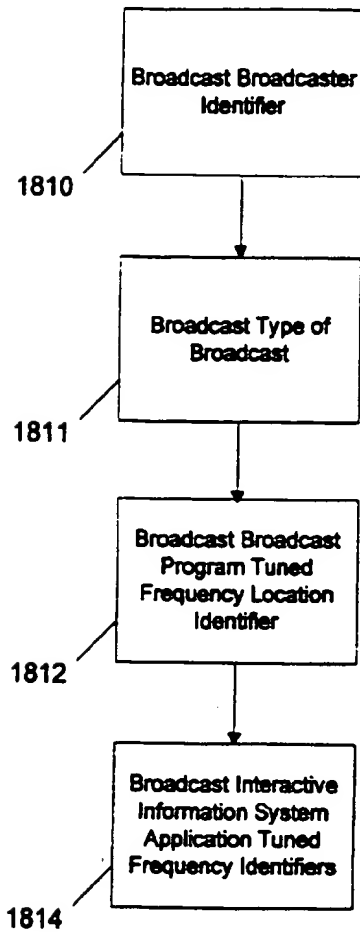 Broadcast Broadcaster
Identifier
1810
Broadcast Type of
Broadcast
1811
Broadcast Broadcast
Program Tuned
Frequency Location
Identifier
1812
Broadcast Interactive
Information System
Application Tuned
Frequency Identifiers
1814